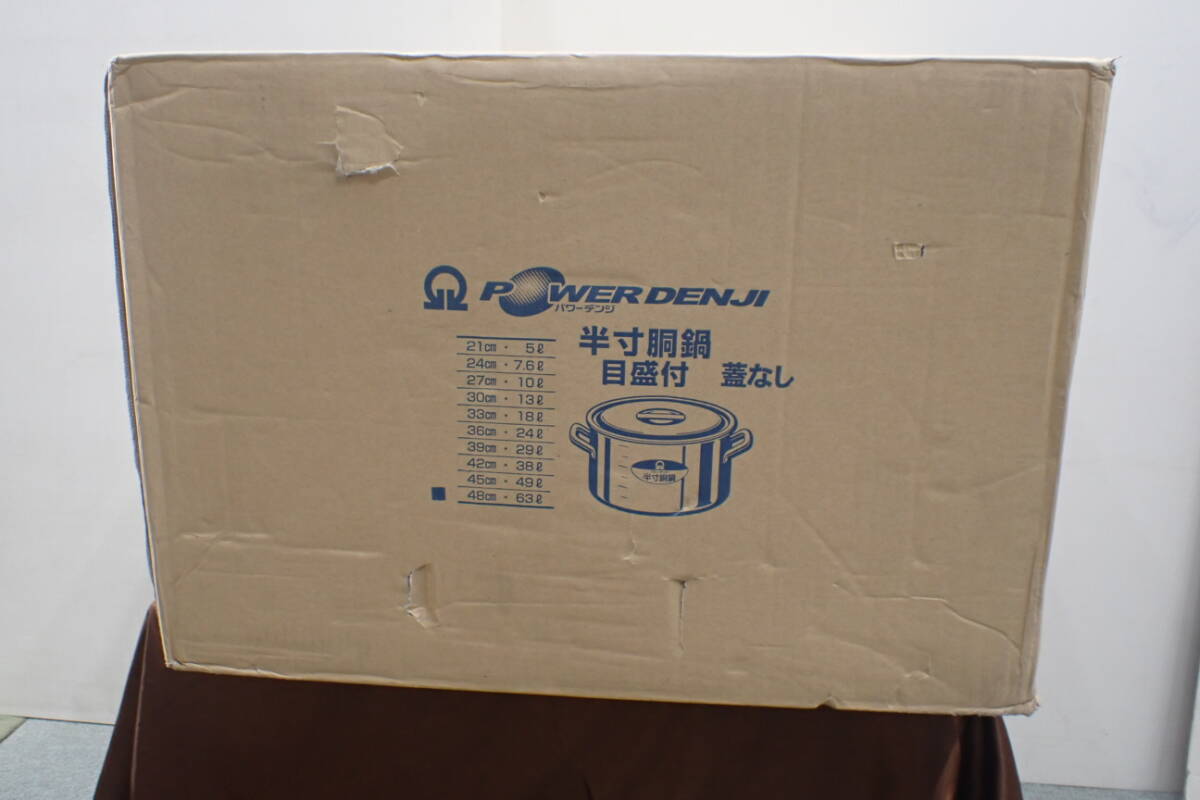 POWER DENJI
パワーデンジ
半寸胴鍋
目盛付 蓋なし
21㎝・5ℓ
24㎝・7.6ℓ
27㎝・10ℓ
30㎝・13ℓ
33㎝・18ℓ
36㎝・24ℓ
39㎝・29ℓ
42㎝・38ℓ
45㎝・49ℓ
48㎝・63ℓ
半寸胴鍋